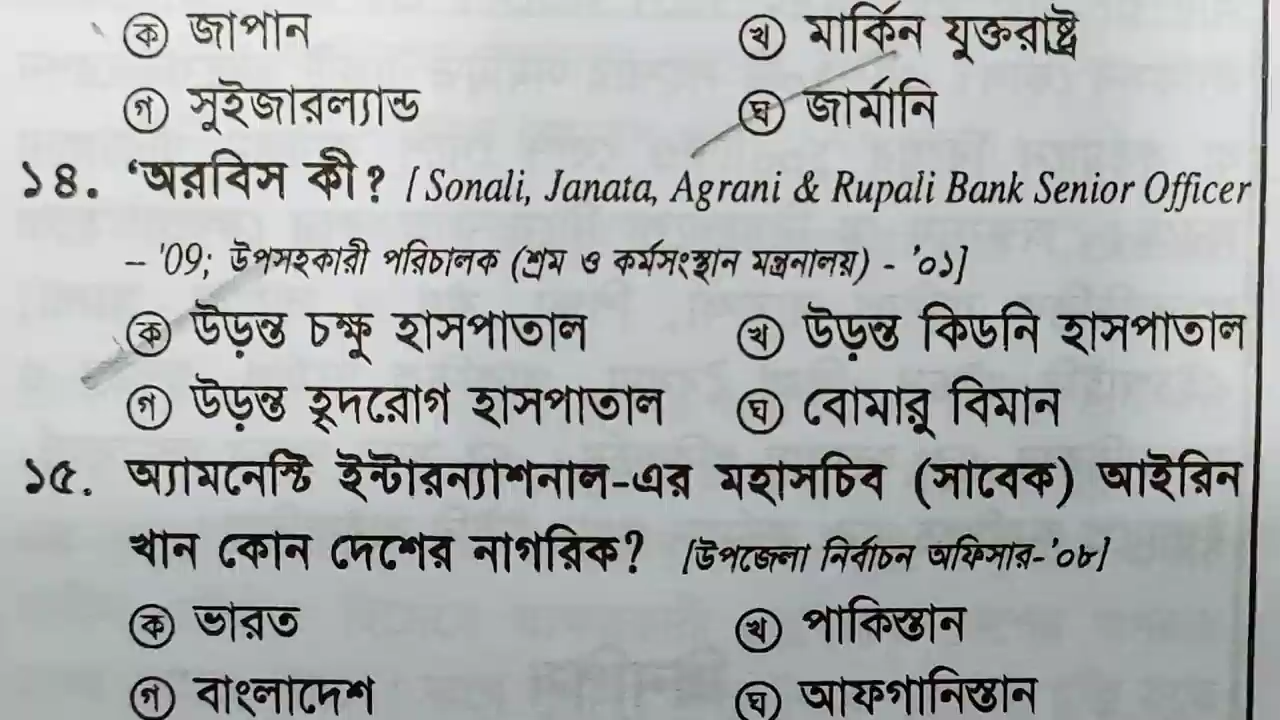 ক জাপান খ মার্কিন যুক্তরাষ্ট্র
গ সুইজারল্যান্ড ঘ জার্মানি
১৪. ‘অরবিস কী? [Sonali, Janata, Agrani & Rupali Bank Senior Officer
– '09; উপসহকারী পরিচালক (শ্রম ও কর্মসংস্থান মন্ত্রনালয়) - '০১]
ক উড়ন্ত চক্ষু হাসপাতাল খ উড়ন্ত কিডনি হাসপাতাল
গ উড়ন্ত হৃদরোগ হাসপাতাল ঘ বোমারু বিমান
১৫. অ্যামনেস্টি ইন্টারন্যাশনাল-এর মহাসচিব (সাবেক) আইরিন
খান কোন দেশের নাগরিক? [উপজেলা নির্বাচন অফিসার-'০৮]
ক ভারত খ পাকিস্তান
গ বাংলাদেশ ঘ আফগানিস্তান